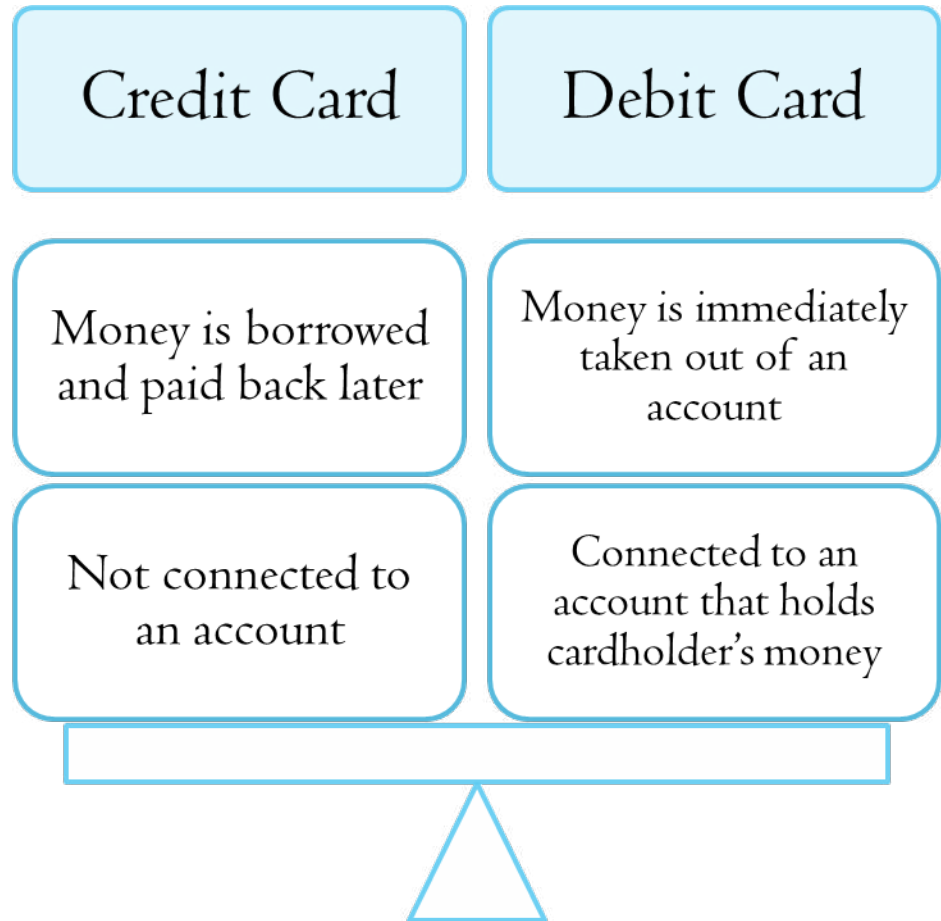 Credit Card
Debit Card
Money is borrowed
and paid back later
Money is immediately
taken out of an
account
Not connected to
an account
Connected to an
account that holds
cardholder’s money